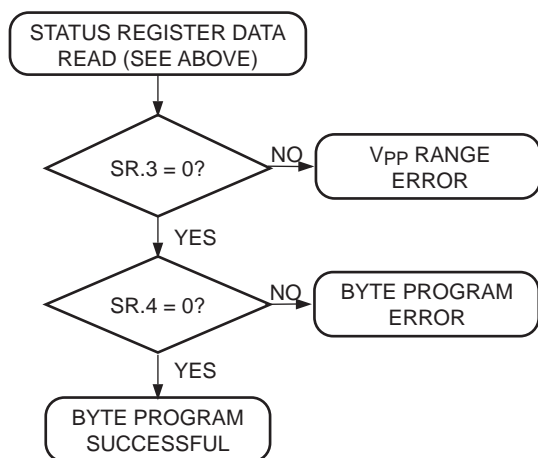 STATUS REGISTER DATA
READ (SEE ABOVE)
SR.3 = 0?
NO
VPP RANGE
ERROR
YES
SR.4 = 0?
NO
BYTE PROGRAM
ERROR
YES
BYTE PROGRAM
SUCCESSFUL